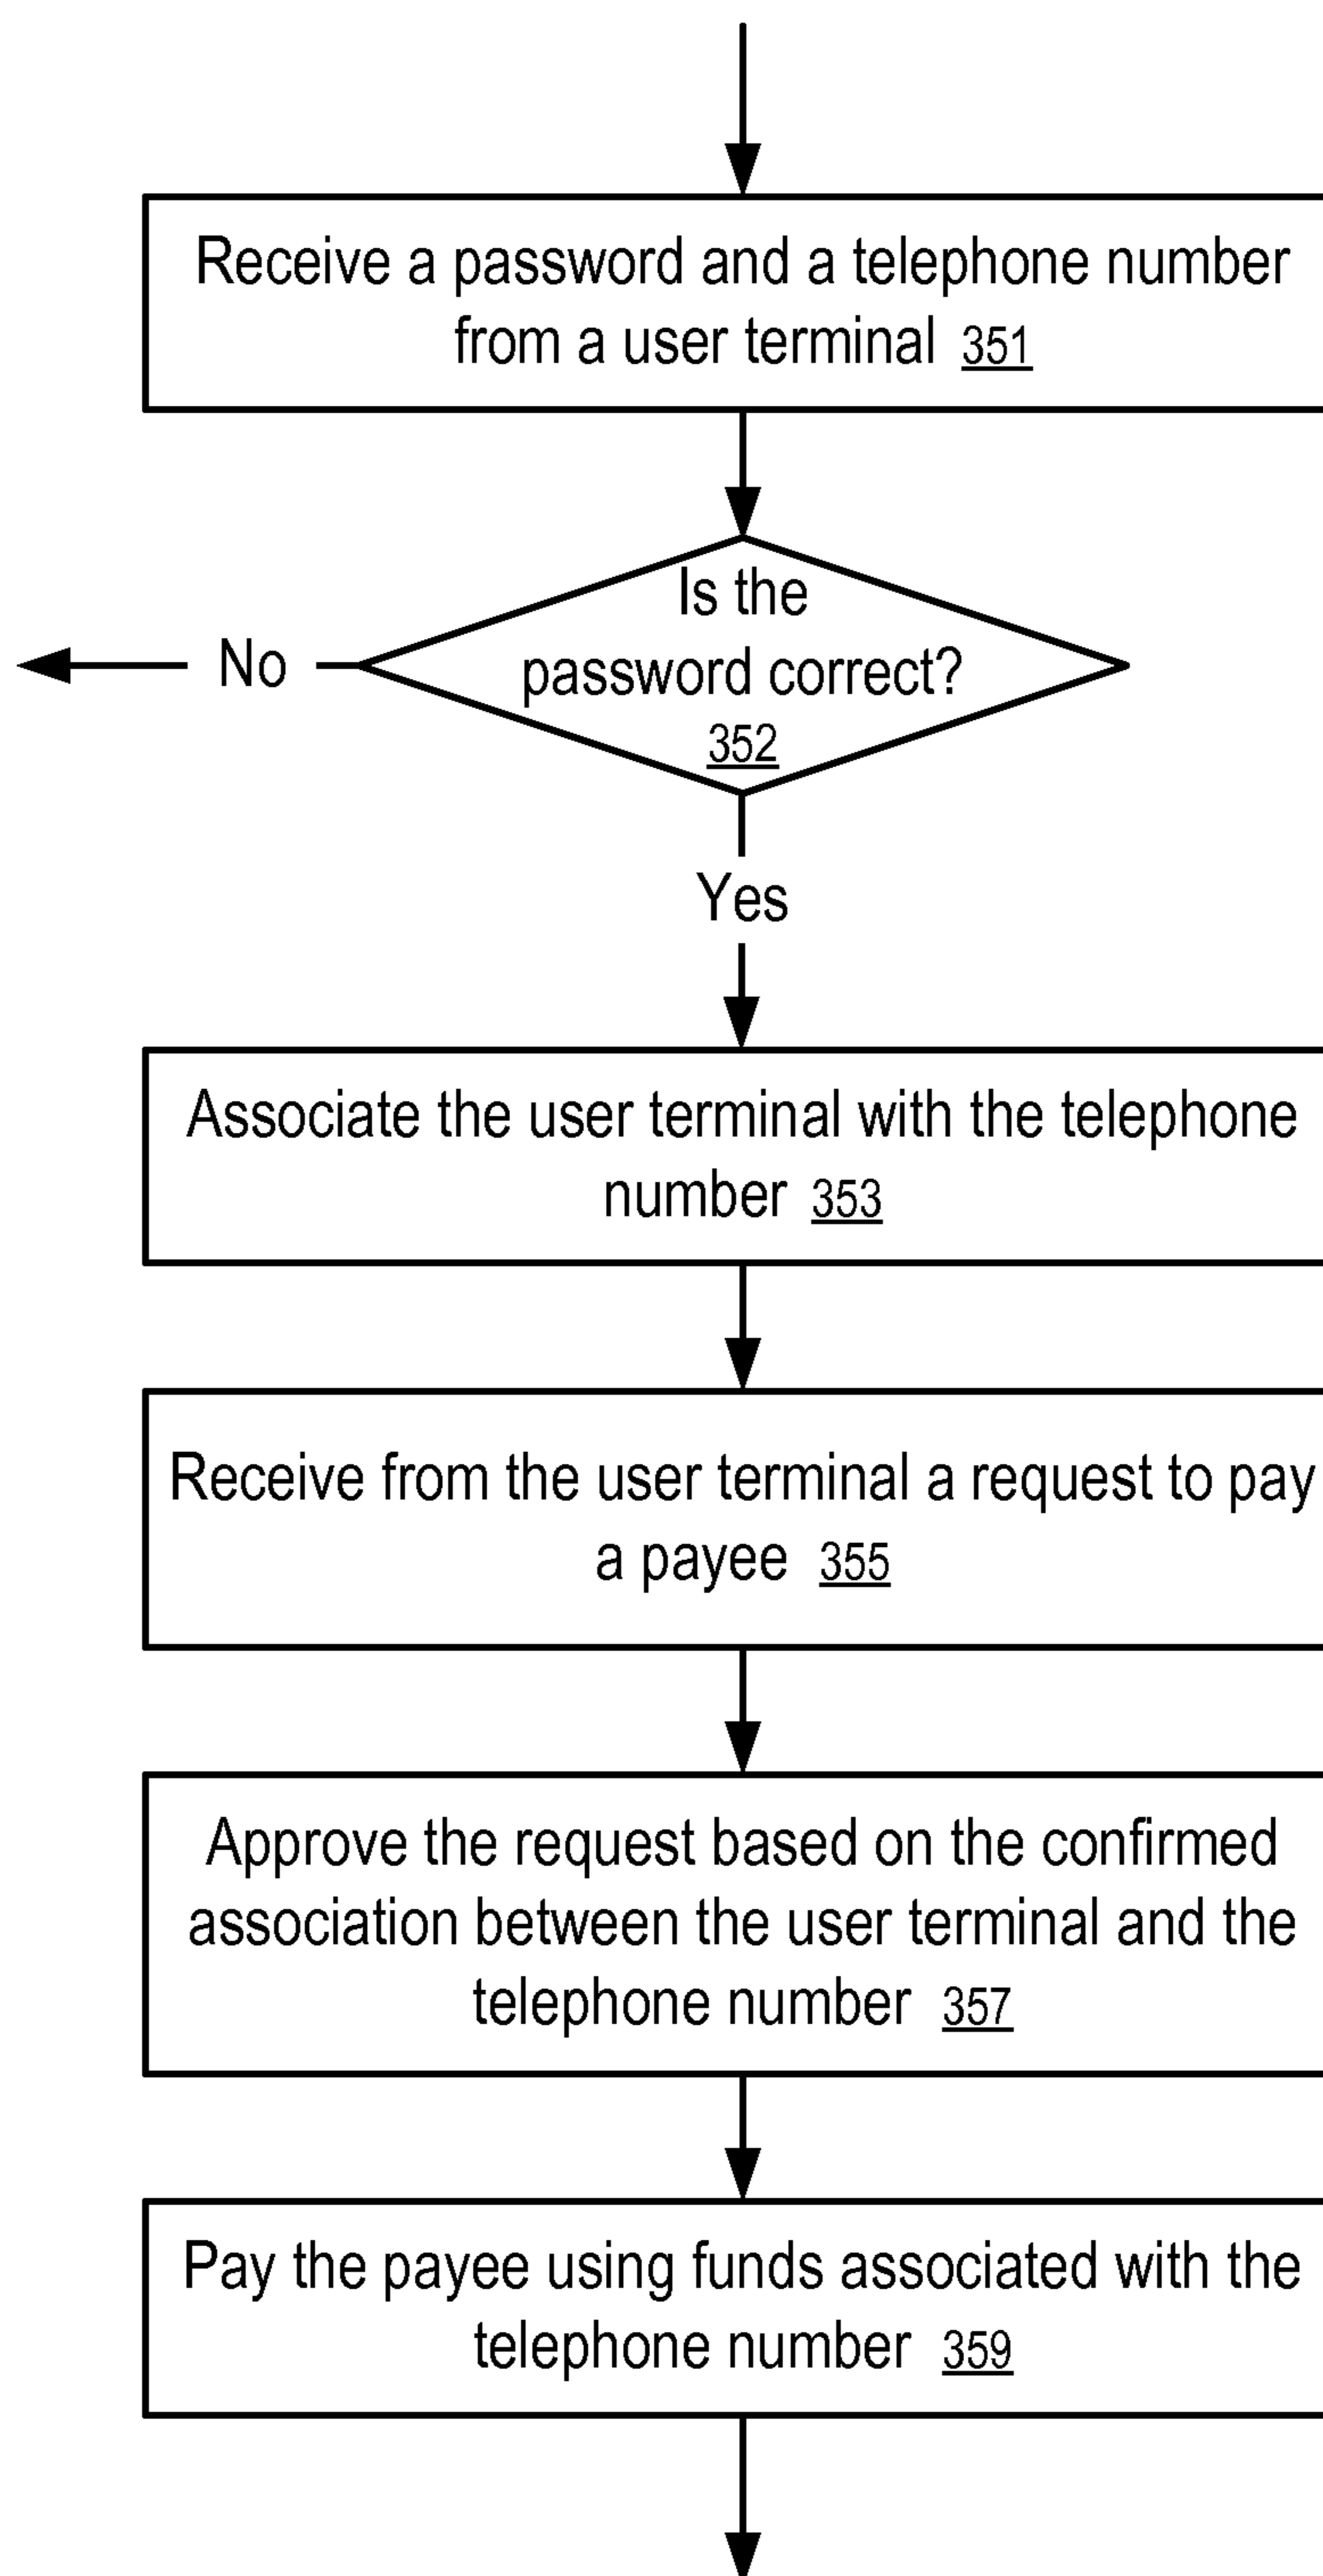 Receive a password and a telephone number
from a user terminal 351
Is the
password correct?
352
No
Yes
Associate the user terminal with the telephone
number 353
Receive from the user terminal a request to pay
a payee 355
Approve the request based on the confirmed
association between the user terminal and the
telephone number 357
Pay the payee using funds associated with the
telephone number 359